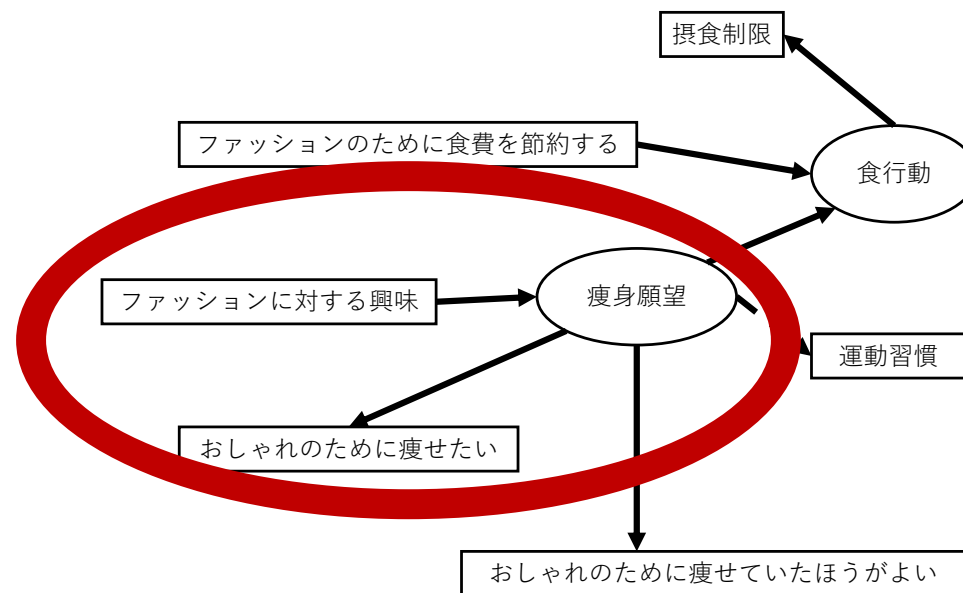 摂食制限
ファッションのために食費を節約する
食行動
ファッションに対する興味
痩身願望
運動習慣
おしゃれのために痩せたい
おしゃれのために痩せていたほうがよい